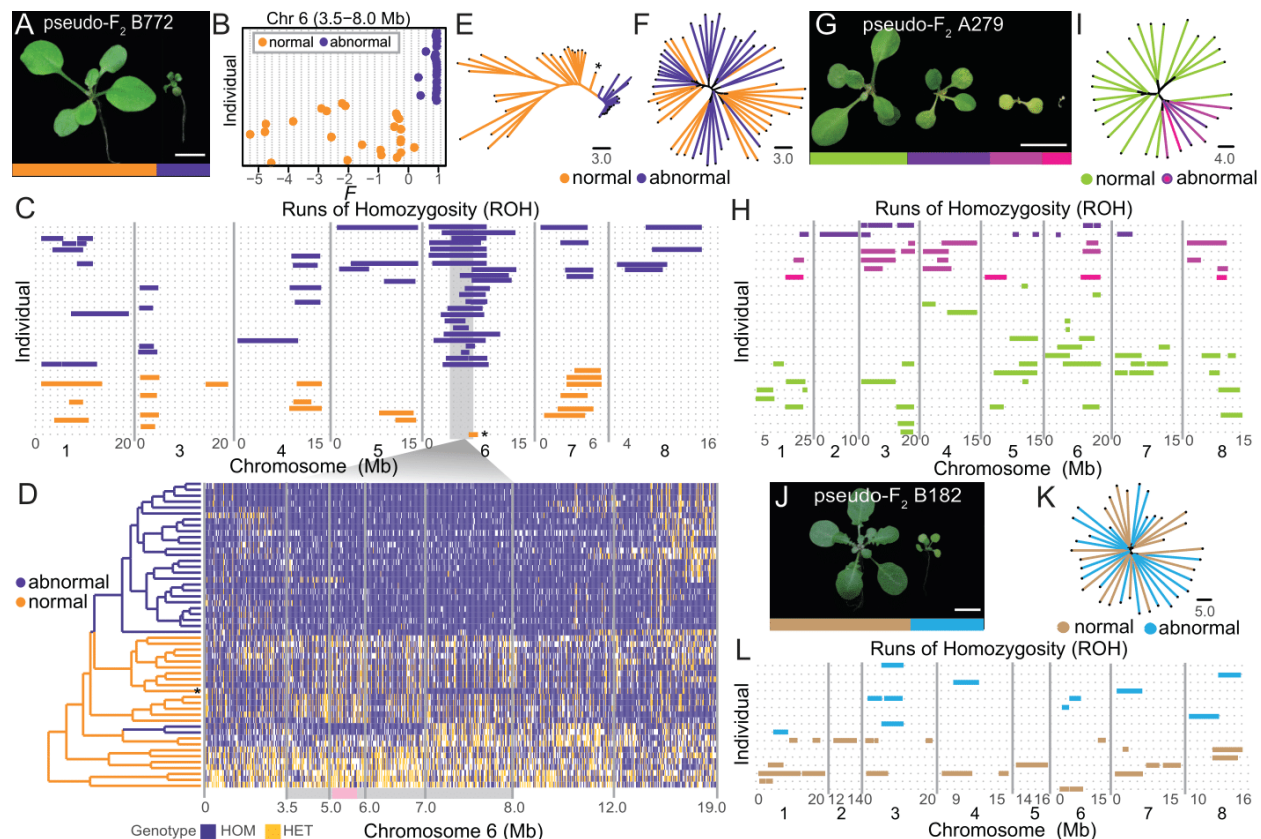 A pseudo-F2 B772
B Chr 6 (3.5–8.0 Mb)
normal abnormal
Individual
−5 −4 −3 −2 −1 0 1
F
E
*
3.0
F
3.0
normal abnormal
G pseudo-F2 A279
I
4.0
normal abnormal
C Runs of Homozygosity (ROH)
Individual
*
0 20 0 15 0 15 0 6 4 16
1 3 4 5 6 7 8
Chromosome (Mb)
H Runs of Homozygosity (ROH)
Individual
5 25 0 10 0 20 0 15 0 15 0 20 0 15 0 15
1 2 3 4 5 6 7 8
Chromosome (Mb)
D
abnormal
normal
*
0 3.5 5.0 6.0 7.0 8.0 12.0 19.0
Genotype HOM HET Chromosome 6 (Mb)
J pseudo-F2 B182
K
5.0
normal abnormal
L Runs of Homozygosity (ROH)
Individual
0 20 12 14 0 20 9 15 14 16 0 15 0 15 10 16
1 2 3 4 5 6 7 8
Chromosome (Mb)